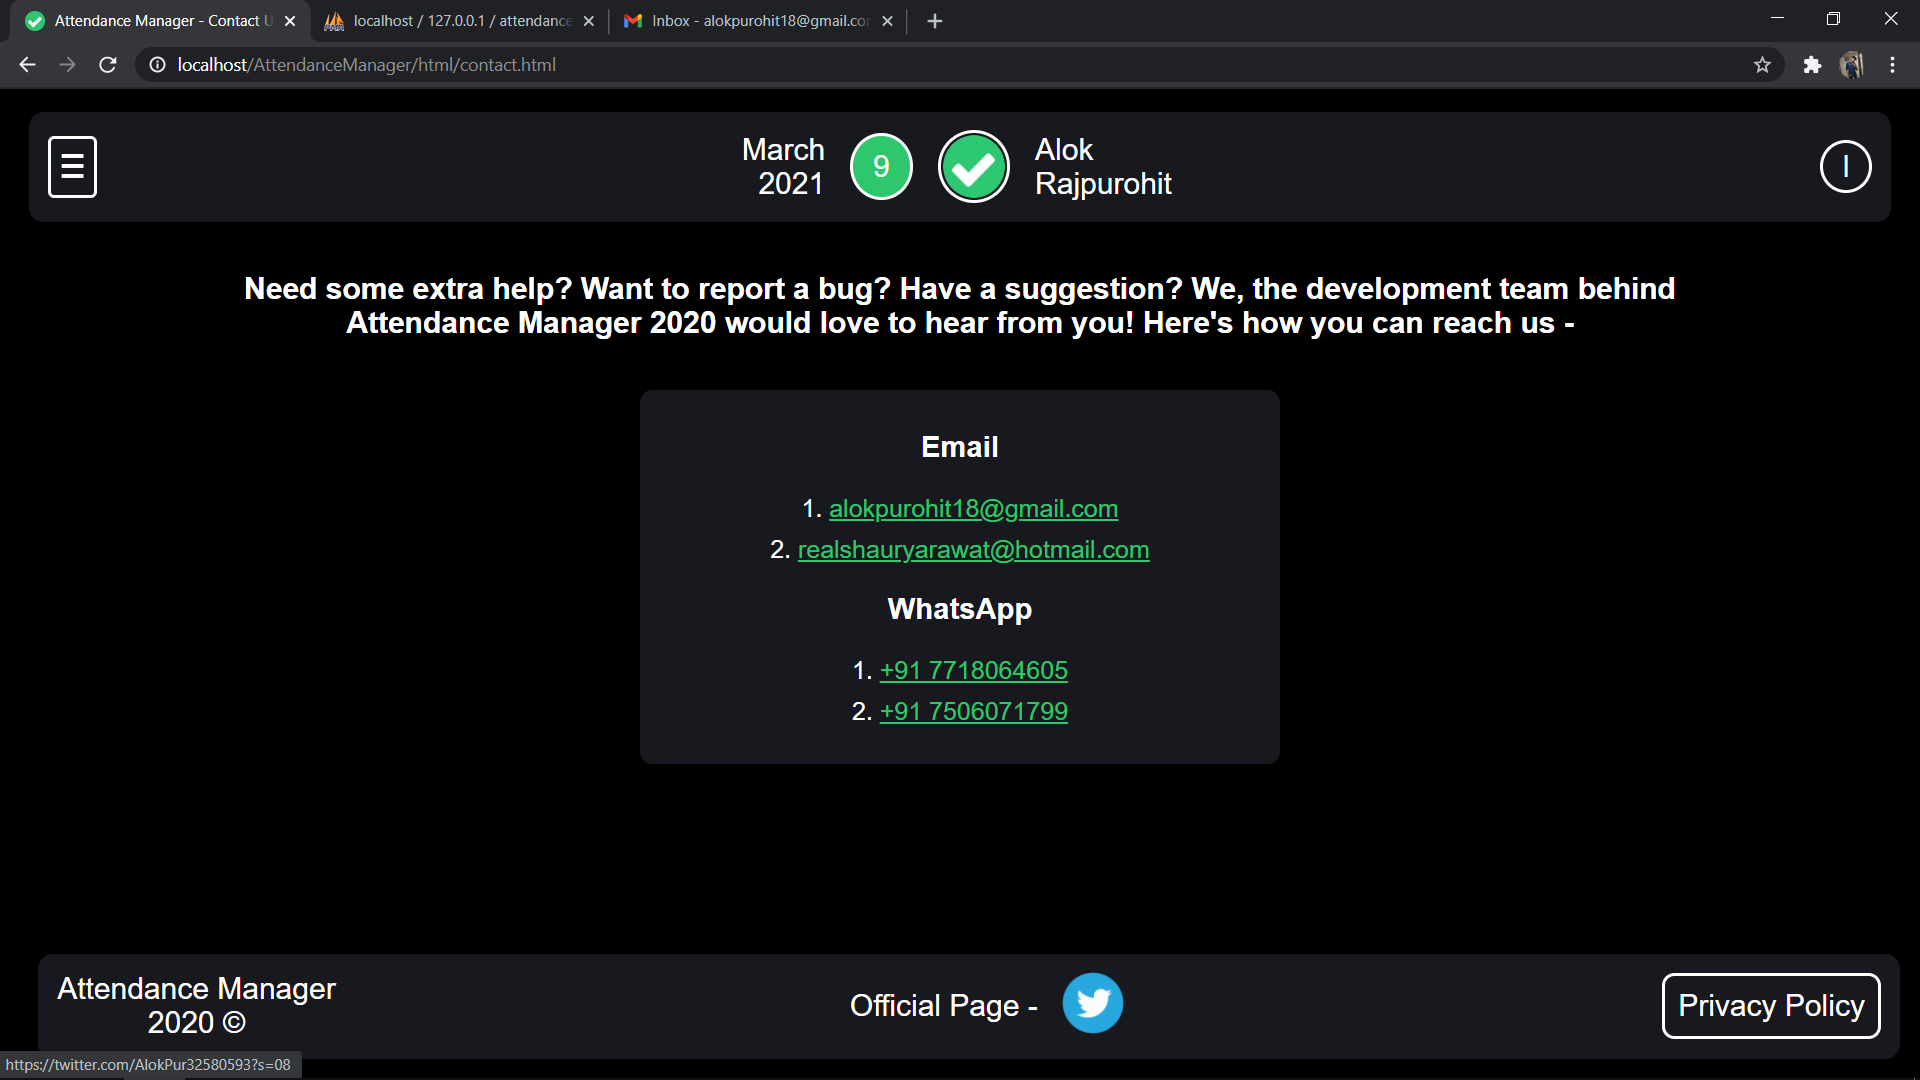 Attendance Manager - Contact U
localhost / 127.0.0.1 / attendance
Inbox - alokpurohit18@gmail.co
localhost/AttendanceManager/html/contact.html
March
2021
9
Alok
Rajpurohit
Need some extra help? Want to report a bug? Have a suggestion? We, the development team behind
Attendance Manager 2020 would love to hear from you! Here's how you can reach us -
Email
1. alokpurohit18@gmail.com
2. realshauryarawat@hotmail.com
WhatsApp
1. +91 7718064605
2. +91 7506071799
Attendance Manager
2020 ©
Official Page -
Privacy Policy
https://twitter.com/AlokPur32580593?s=08